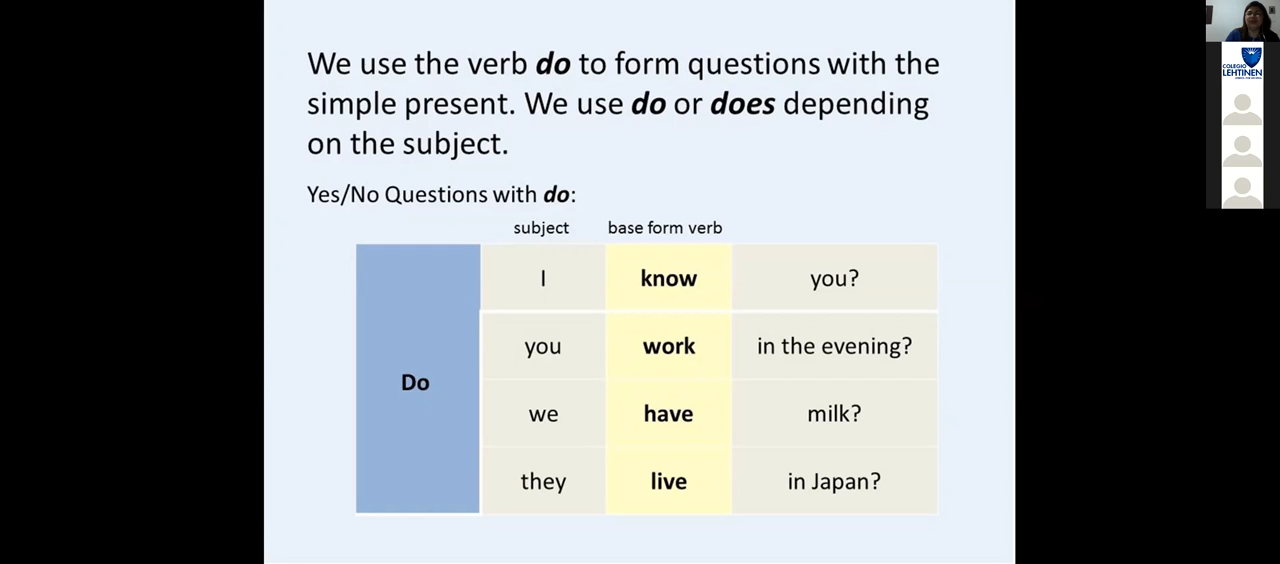 We use the verb do to form questions with the
simple present. We use do or does depending
on the subject.
Yes/No Questions with do:
subject base form verb
I know you?
you work in the evening?
Do
we have milk?
they live in Japan?
COLEGIO
LEHTINEN